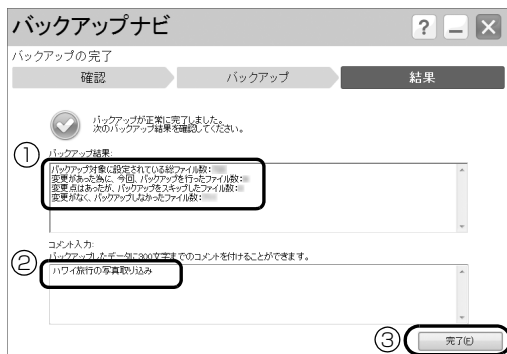 バックアップナビ
? – ×
バックアップの完了
確認 バックアップ 結果
バックアップが正常に完了しました。
次のバックアップ結果を確認してください。
① バックアップ結果:
バックアップ対象に設定されている総ファイル数:
変更があった為に、今回、バックアップを行ったファイル数:
変更点はあったが、バックアップをスキップしたファイル数:
変更がなく、バックアップしなかったファイル数:
コメント入力:
バックアップしたデータに300文字までのコメントを付けることができます。
② ハワイ旅行の写真取り込み
③ 完了(F)